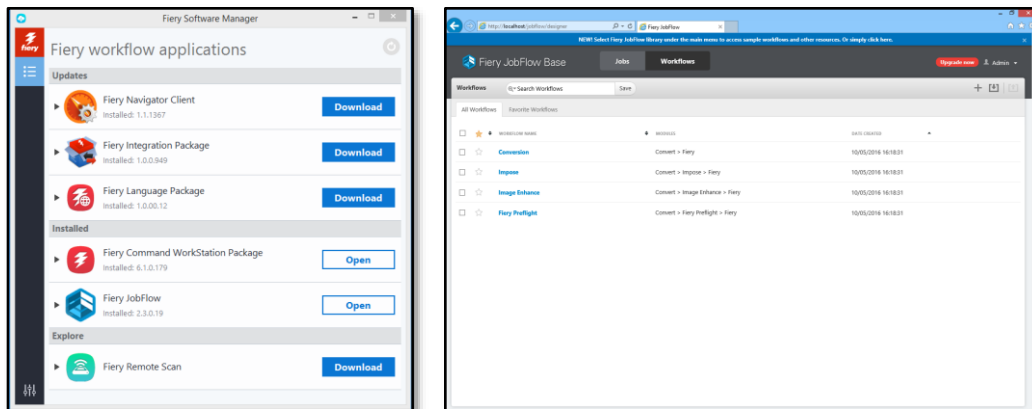 Fiery Software Manager
fiery
Fiery workflow applications
Updates
Fiery Navigator Client
Installed: 1.1.1367
Download
Fiery Integration Package
Installed: 1.0.0.949
Download
Fiery Language Package
Installed: 1.0.00.12
Download
Installed
Fiery Command WorkStation Package
Installed: 6.1.0.179
Open
Fiery JobFlow
Installed: 2.3.0.19
Open
Explore
Fiery Remote Scan
Download
http://localhost/jobflow/designer
Fiery JobFlow
NEW! Select Fiery JobFlow library under the main menu to access sample workflows and other resources. Or simply click here.
Fiery JobFlow Base
Jobs
Workflows
Upgrade now
Admin
Workflows
Search Workflows
Save
All Workflows
Favorite Workflows
WORKFLOW NAME
MODULES
DATE CREATED
Conversion
Convert > Fiery
10/05/2016 16:18:31
Impose
Convert > Impose > Fiery
10/05/2016 16:18:31
Image Enhance
Convert > Image Enhance > Fiery
10/05/2016 16:18:31
Fiery Preflight
Convert > Fiery Preflight > Fiery
10/05/2016 16:18:31